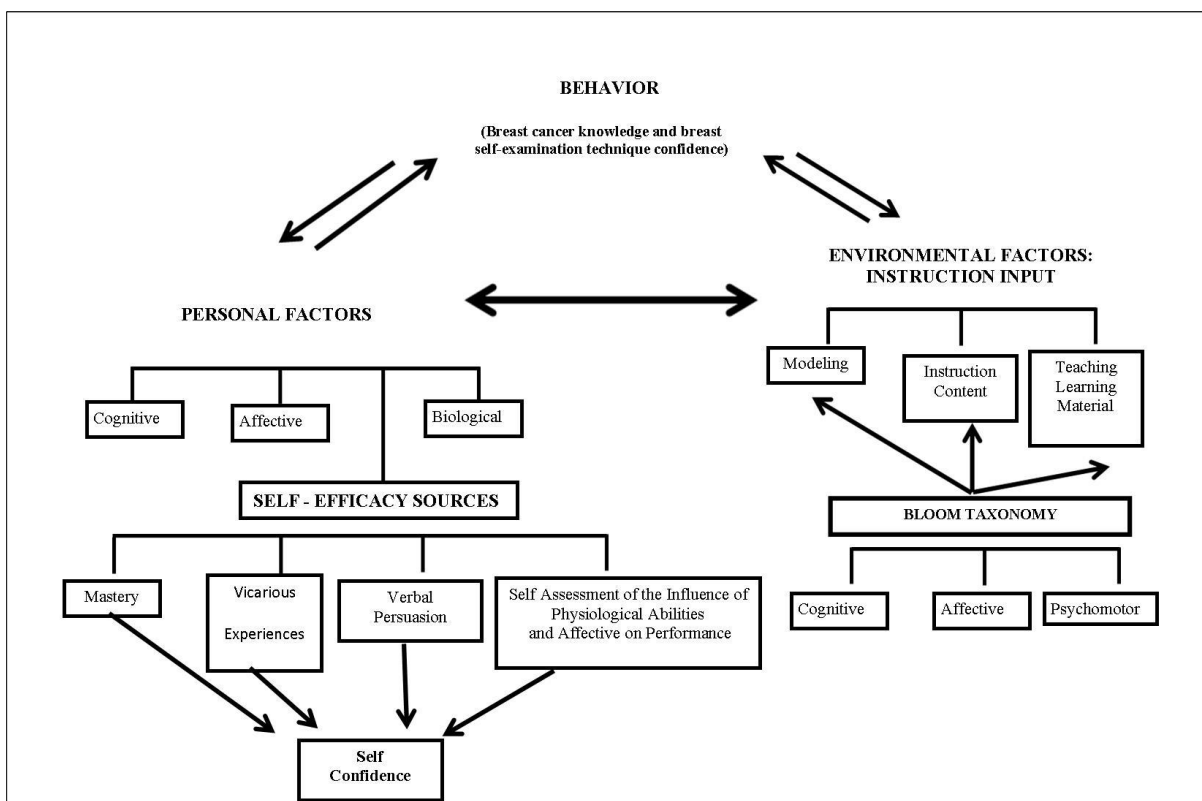 BEHAVIOR
(Breast cancer knowledge and breast
self-examination technique confidence)
ENVIRONMENTAL FACTORS:
INSTRUCTION INPUT
PERSONAL FACTORS
Modeling
Instruction
Content
Teaching
Learning
Material
Cognitive
Affective
Biological
SELF - EFFICACY SOURCES
BLOOM TAXONOMY
Mastery
Vicarious
Experiences
Verbal
Persuasion
Self Assessment of the Influence of
Physiological Abilities
and Affective on Performance
Cognitive
Affective
Psychomotor
Self
Confidence